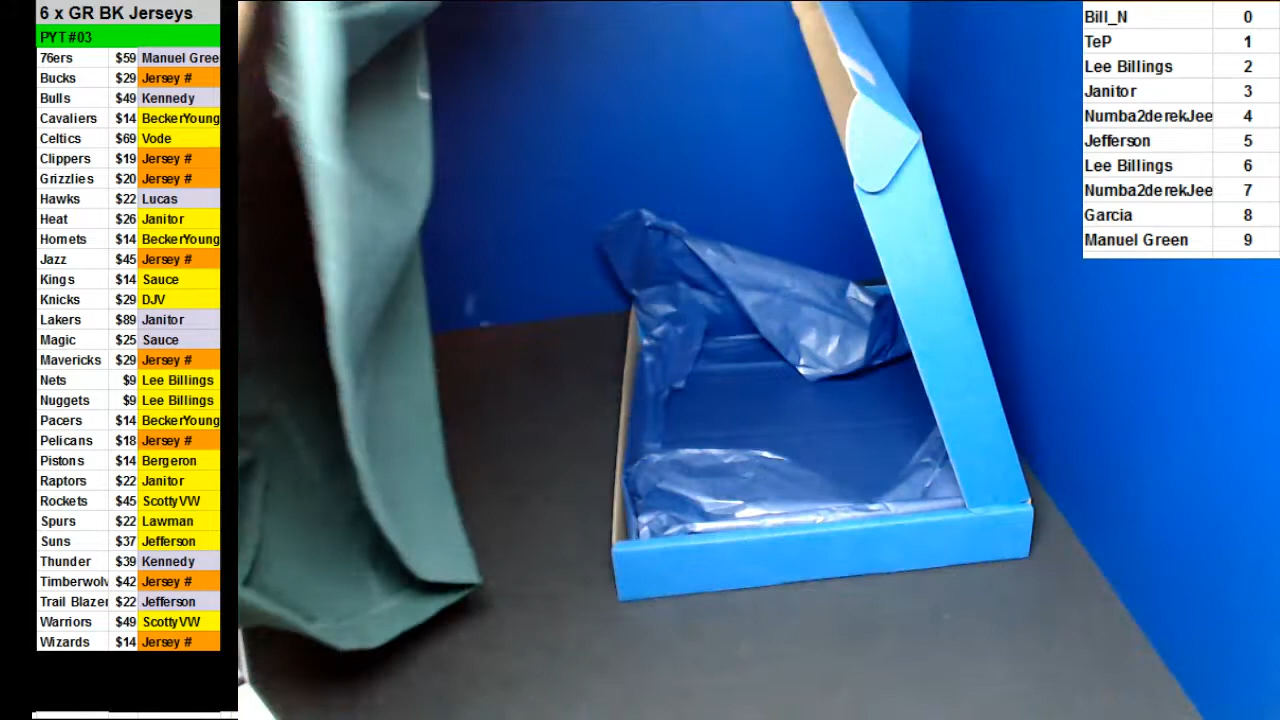 6 x GR BK Jerseys
PYT #03
76ers $59 Manuel Gree
Bucks $29 Jersey #
Bulls $49 Kennedy
Cavaliers $14 BeckerYoung
Celtics $69 Vode
Clippers $19 Jersey #
Grizzlies $20 Jersey #
Hawks $22 Lucas
Heat $26 Janitor
Hornets $14 BeckerYoung
Jazz $45 Jersey #
Kings $14 Sauce
Knicks $29 DJV
Lakers $89 Janitor
Magic $25 Sauce
Mavericks $29 Jersey #
Nets $9 Lee Billings
Nuggets $9 Lee Billings
Pacers $14 BeckerYoung
Pelicans $18 Jersey #
Pistons $14 Bergeron
Raptors $22 Janitor
Rockets $45 ScottyVW
Spurs $22 Lawman
Suns $37 Jefferson
Thunder $39 Kennedy
Timberwolv $42 Jersey #
Trail Blazer $22 Jefferson
Warriors $49 ScottyVW
Wizards $14 Jersey #
Bill_N 0
TeP 1
Lee Billings 2
Janitor 3
Numba2derekJee 4
Jefferson 5
Lee Billings 6
Numba2derekJee 7
Garcia 8
Manuel Green 9